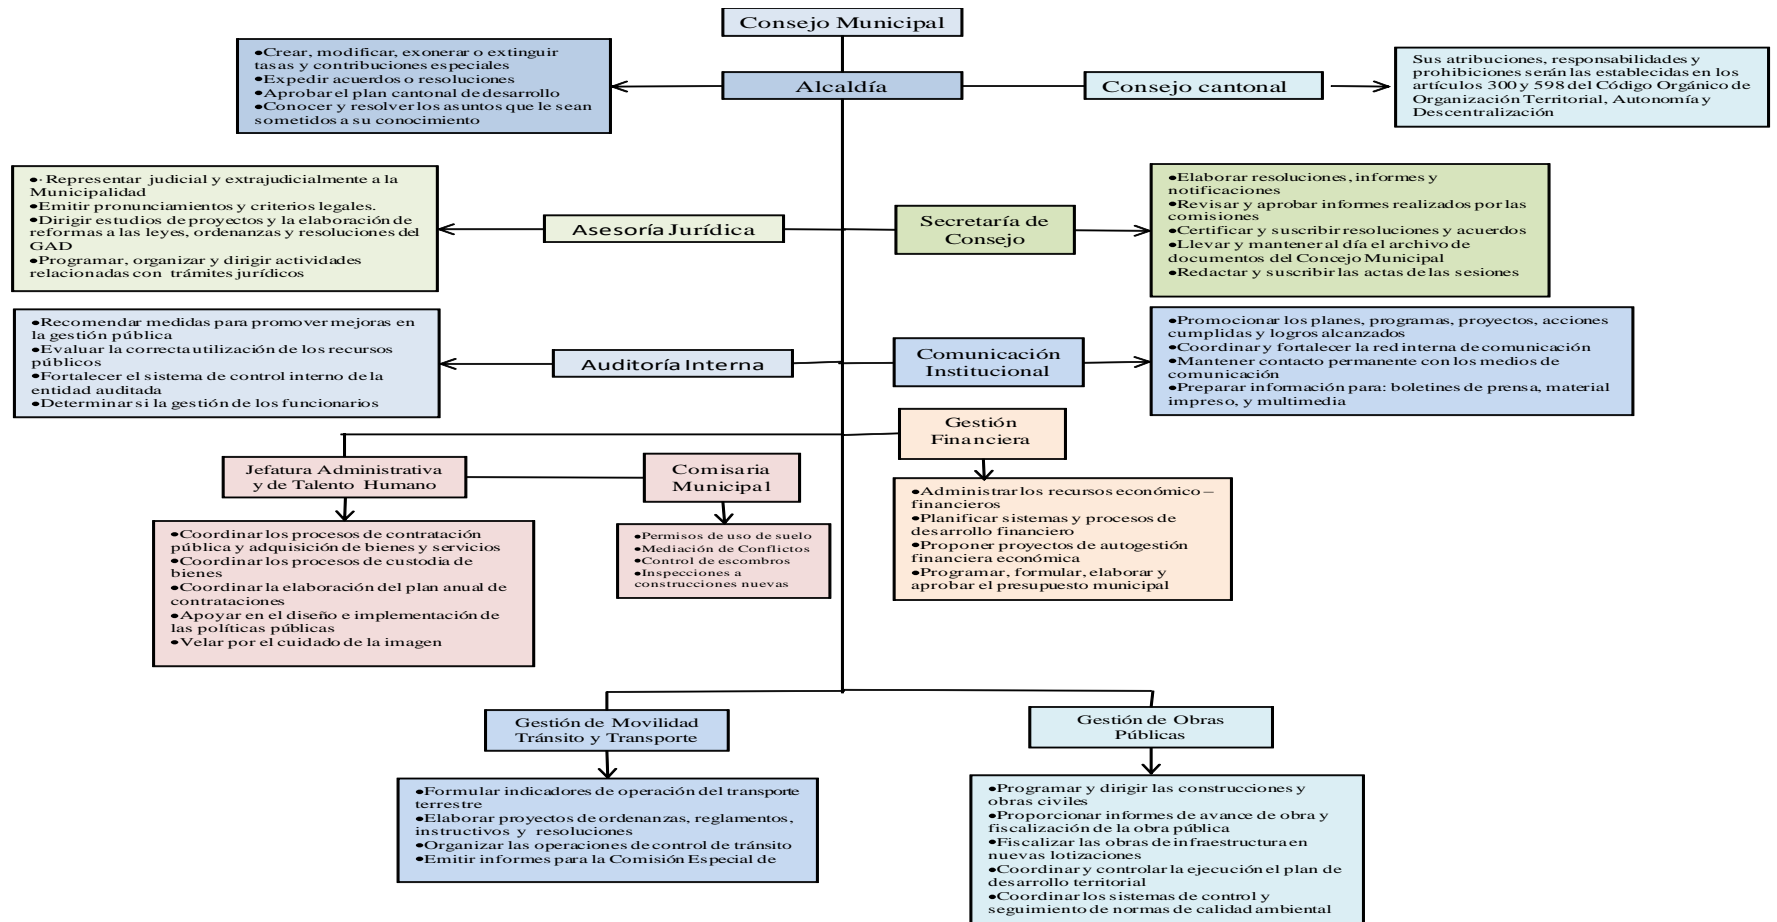 Consejo Municipal
•Crear, modificar, exonerar o extinguir
tasas y contribuciones especiales
•Expedir acuerdos o resoluciones
•Aprobar el plan cantonal de desarrollo
•Conocer y resolver los asuntos que le sean
sometidos a su conocimiento
Alcaldía
Consejo cantonal
Sus atribuciones, responsabilidades y
prohibiciones serán las establecidas en los
artículos 300 y 598 del Código Orgánico de
Organización Territorial, Autonomía y
Descentralización
•· Representar judicial y extrajudicialmente a la
Municipalidad
•Emitir pronunciamientos y criterios legales.
•Dirigir estudios de proyectos y la elaboración de
reformas a las leyes, ordenanzas y resoluciones del
GAD
•Programar, organizar y dirigir actividades
relacionadas con trámites jurídicos
Asesoría Jurídica
Secretaría de
Consejo
•Elaborar resoluciones, informes y
notificaciones
•Revisar y aprobar informes realizados por las
comisiones
•Certificar y suscribir resoluciones y acuerdos
•Llevar y mantener al día el archivo de
documentos del Concejo Municipal
•Redactar y suscribir las actas de las sesiones
•Recomendar medidas para promover mejoras en
la gestión pública
•Evaluar la correcta utilización de los recursos
públicos
•Fortalecer el sistema de control interno de la
entidad auditada
•Determinar si la gestión de los funcionarios
Auditoría Interna
Comunicación
Institucional
•Promocionar los planes, programas, proyectos, acciones
cumplidas y logros alcanzados
•Coordinar y fortalecer la red interna de comunicación
•Mantener contacto permanente con los medios de
comunicación
•Preparar información para: boletines de prensa, material
impreso, y multimedia
Gestión
Financiera
Jefatura Administrativa
y de Talento Humano
Comisaria
Municipal
•Administrar los recursos económico –
financieros
•Planificar sistemas y procesos de
desarrollo financiero
•Proponer proyectos de autogestión
financiera económica
•Programar, formular, elaborar y
aprobar el presupuesto municipal
•Coordinar los procesos de contratación
pública y adquisición de bienes y servicios
•Coordinar los procesos de custodia de
bienes
•Coordinar la elaboración del plan anual de
contrataciones
•Apoyar en el diseño e implementación de
las políticas públicas
•Velar por el cuidado de la imagen
•Permisos de uso de suelo
•Mediación de Conflictos
•Control de escombros
•Inspecciones a
construcciones nuevas
Gestión de Movilidad
Tránsito y Transporte
Gestión de Obras
Públicas
•Formular indicadores de operación del transporte
terrestre
•Elaborar proyectos de ordenanzas, reglamentos,
instructivos y resoluciones
•Organizar las operaciones de control de tránsito
•Emitir informes para la Comisión Especial de
•Programar y dirigir las construcciones y
obras civiles
•Proporcionar informes de avance de obra y
fiscalización de la obra pública
•Fiscalizar las obras de infraestructura en
nuevas lotizaciones
•Coordinar y controlar la ejecución el plan de
desarrollo territorial
•Coordinar los sistemas de control y
seguimiento de normas de calidad ambiental